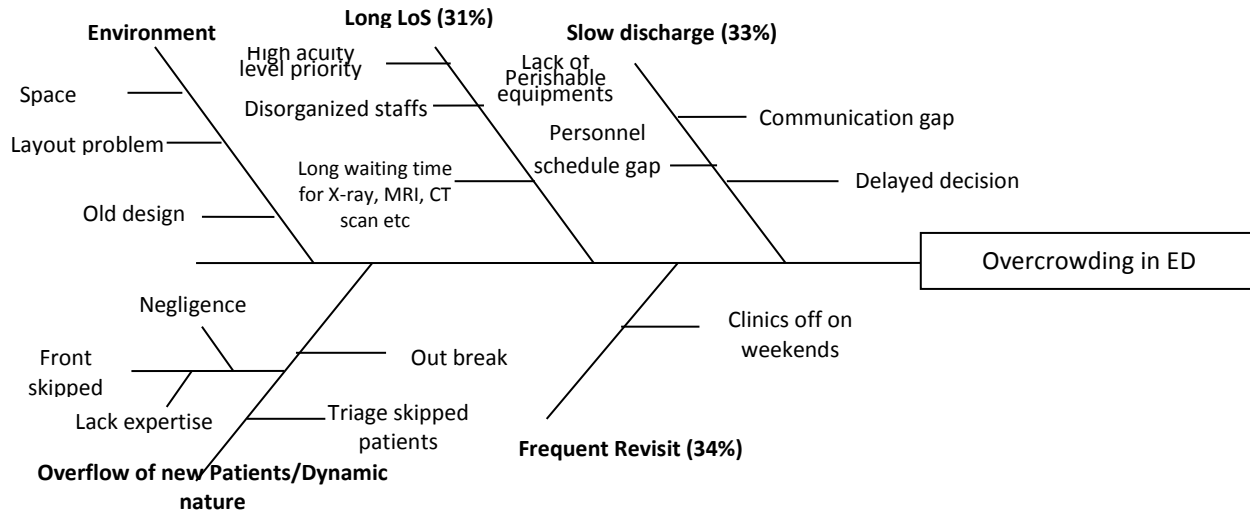 Environment
Long LoS (31%)
Slow discharge (33%)
High acuity
level priority
Lack of
Perishable
equipments
Space
Disorganized staffs
Communication gap
Layout problem
Personnel
schedule gap
Long waiting time
for X-ray, MRI, CT
scan etc
Delayed decision
Old design
Overcrowding in ED
Negligence
Clinics off on
weekends
Front
skipped
Out break
Lack expertise
Triage skipped
patients
Frequent Revisit (34%)
Overflow of new Patients/Dynamic
nature